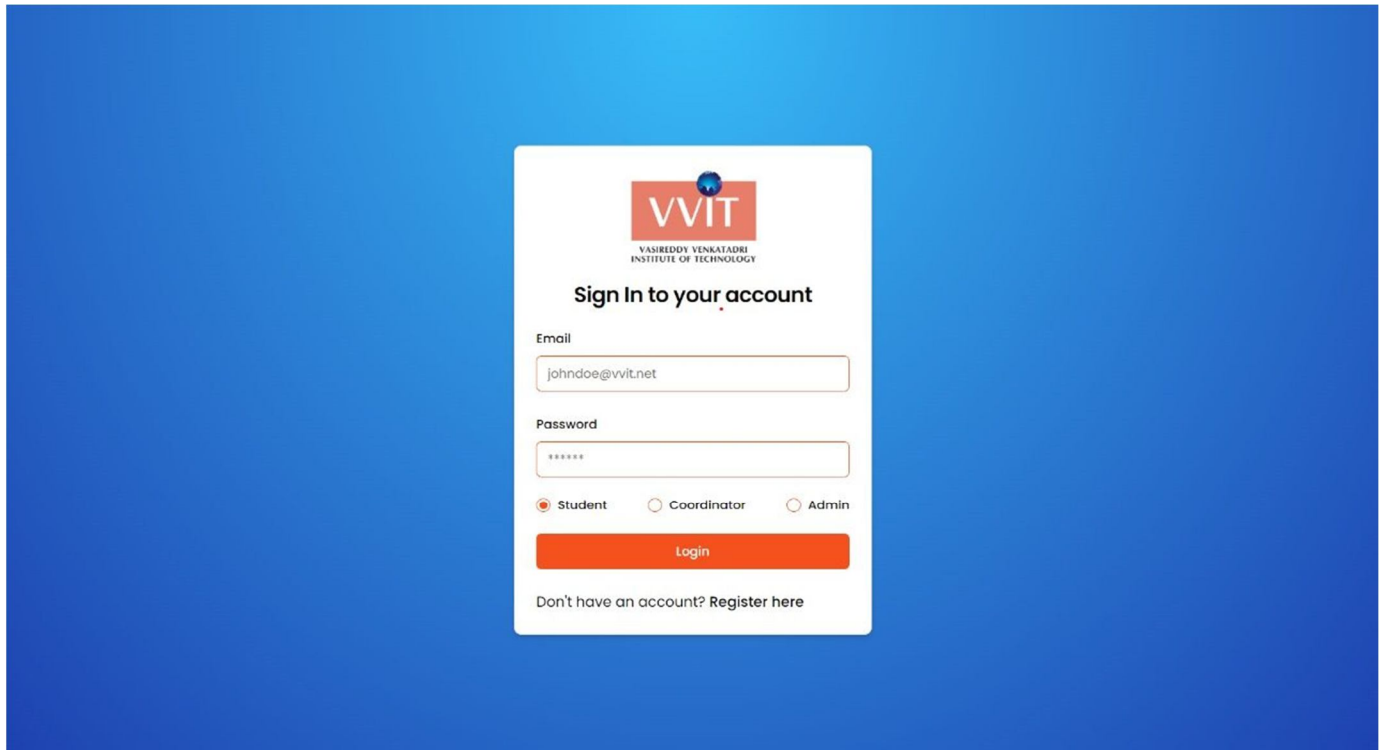 VVIT
VASIREDDY VENKATADRI
INSTITUTE OF TECHNOLOGY
Sign In to your account
Email
johndoe@vvit.net
Password
******
Student Coordinator Admin
Login
Don't have an account? Register here